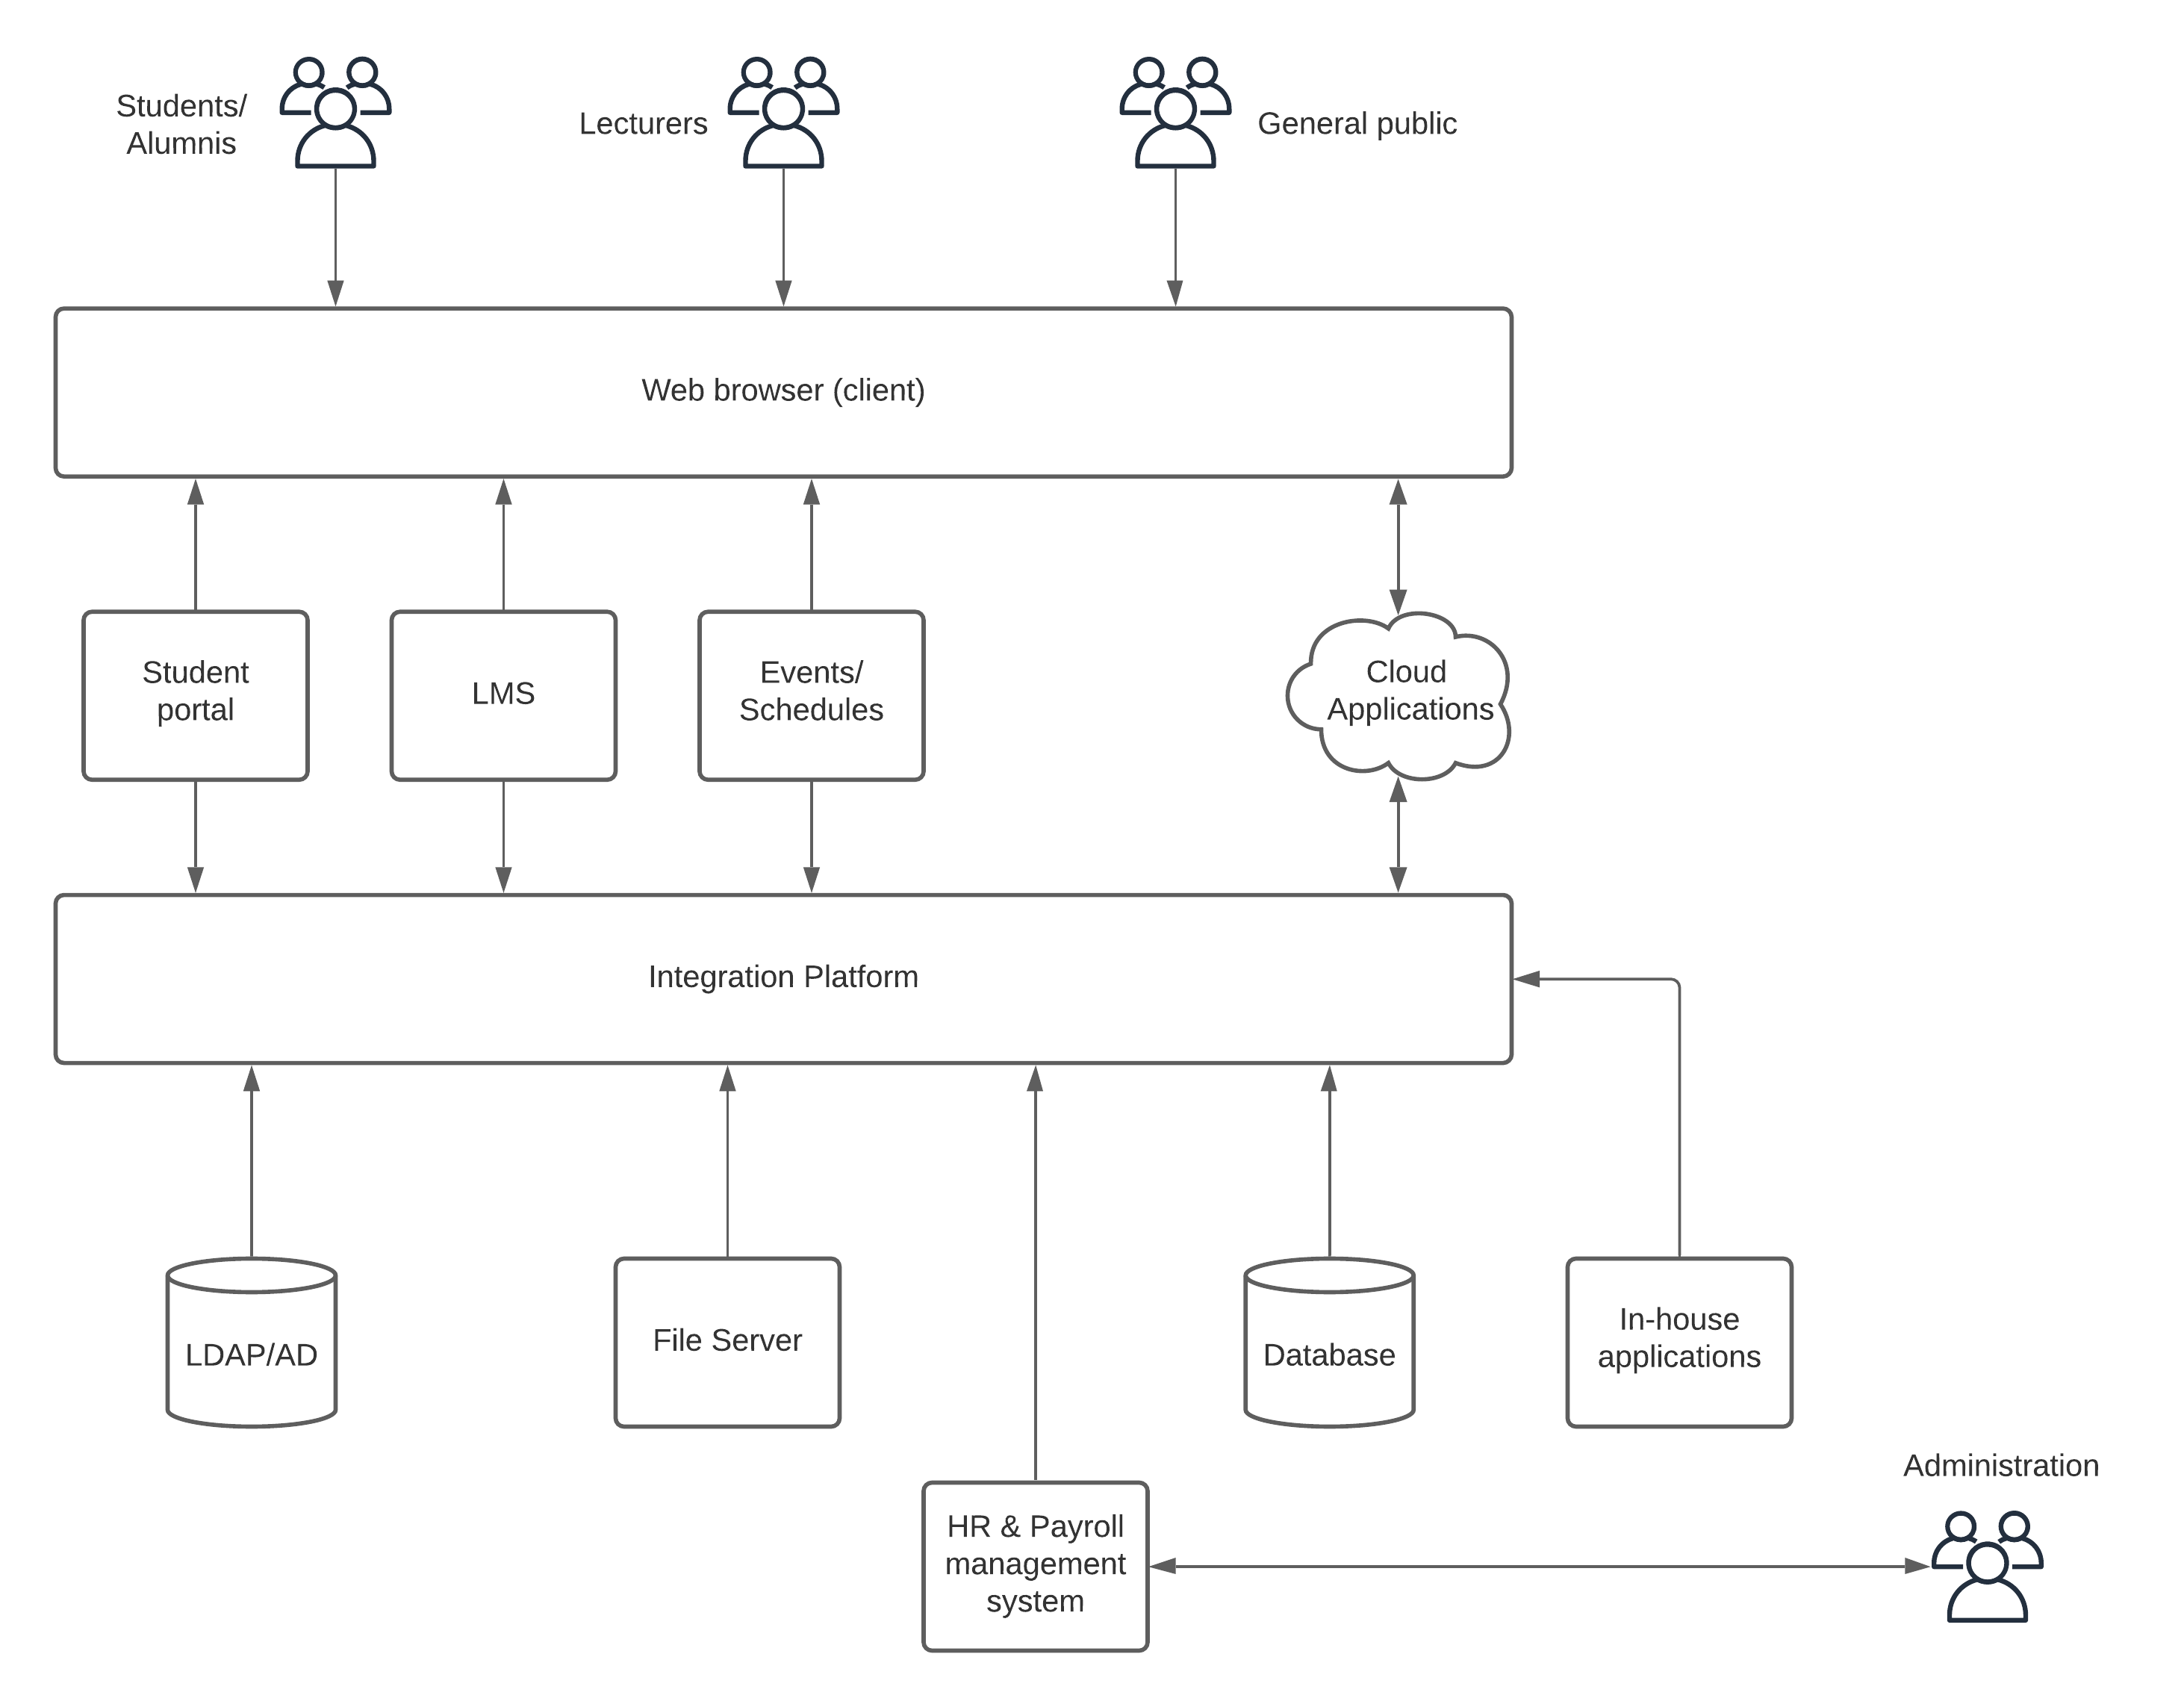 Students/
Alumnis
Lecturers
General public
Web browser (client)
Student
portal
LMS
Events/
Schedules
Cloud
Applications
Integration Platform
LDAP/AD
File Server
Database
In-house
applications
HR & Payroll
management
system
Administration